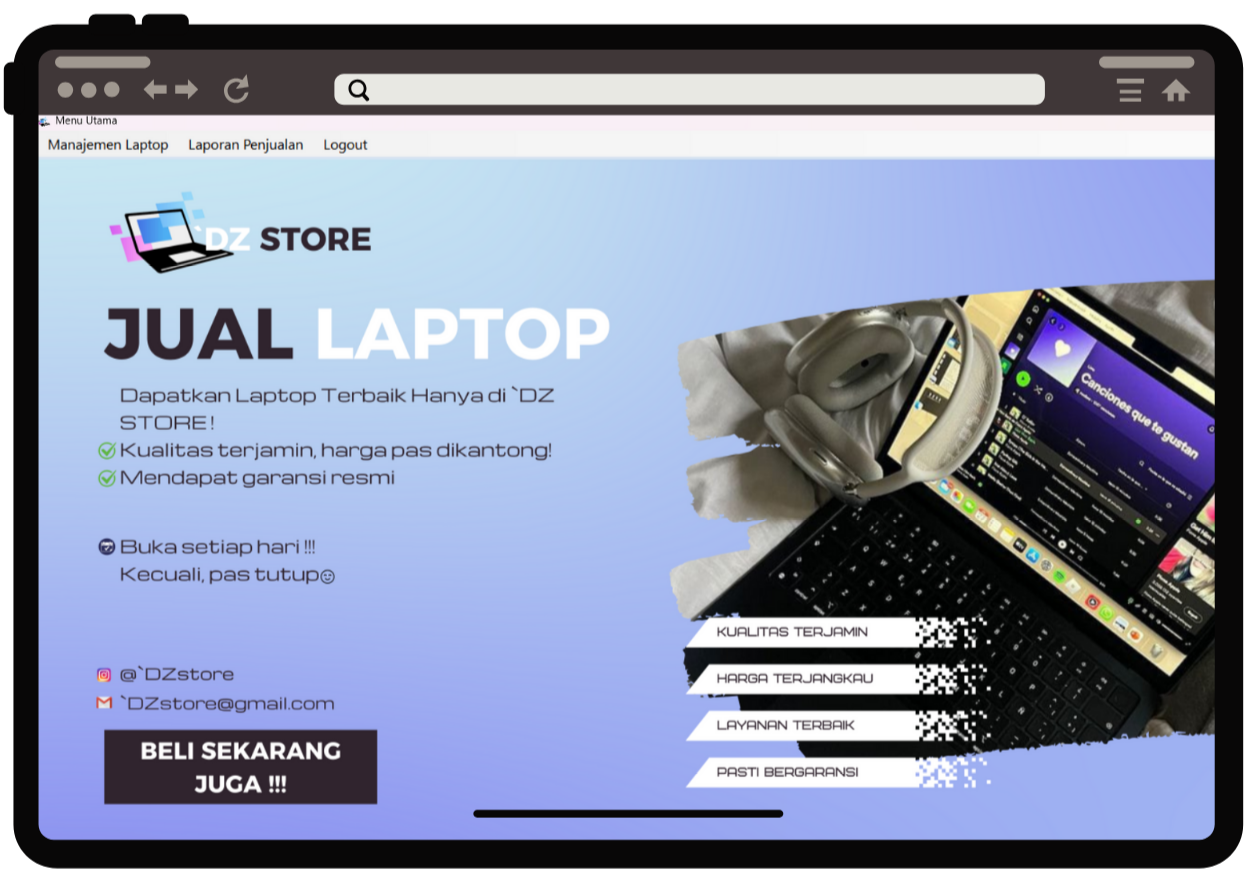 Menu Utama
Manajemen Laptop Laporan Penjualan Logout
`DZ STORE
JUAL LAPTOP
Dapatkan Laptop Terbaik Hanya di `DZ
STORE!
Kualitas terjamin, harga pas dikantong!
Mendapat garansi resmi
Buka setiap hari !!!
Kecuali, pas tutup☺
@`DZstore
`DZstore@gmail.com
BELI SEKARANG
JUGA !!!
Canciones que te gustan
KUALITAS TERJAMIN
HARGA TERJANGKAU
LAYANAN TERBAIK
PASTI BERGARANSI